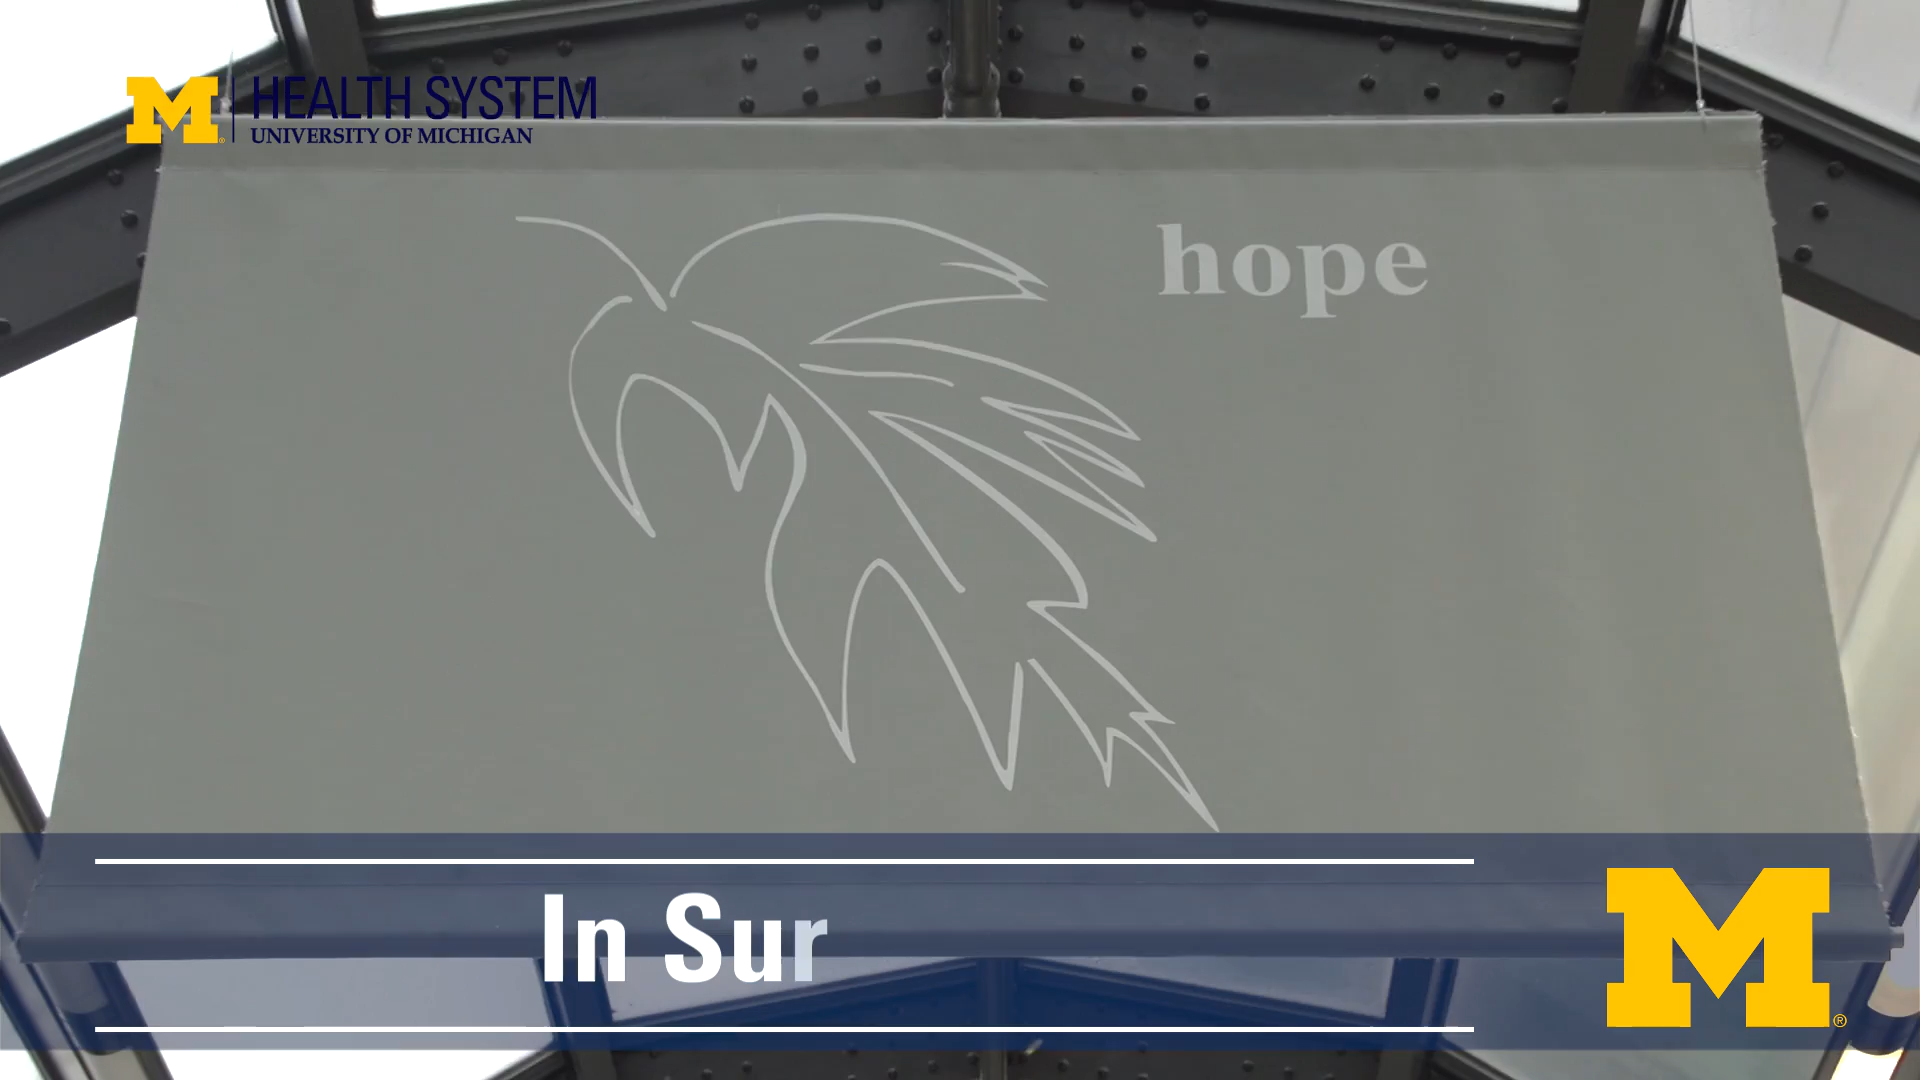 M HEALTH SYSTEM
UNIVERSITY OF MICHIGAN
hope
In Sur
M